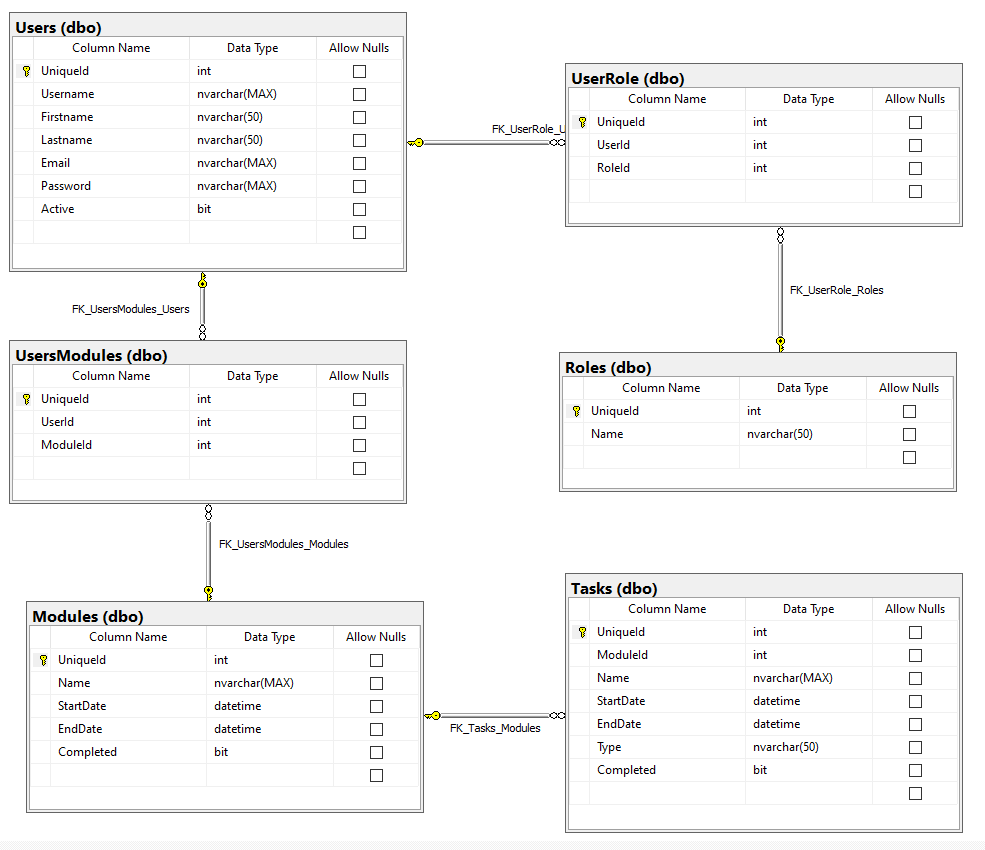 Users (dbo)
Column Name Data Type Allow Nulls
UniqueId int
Username nvarchar(MAX)
Firstname nvarchar(50)
Lastname nvarchar(50)
Email nvarchar(MAX)
Password nvarchar(MAX)
Active bit
FK_UserRole_U
UserRole (dbo)
Column Name Data Type Allow Nulls
UniqueId int
UserId int
RoleId int
FK_UsersModules_Users
FK_UserRole_Roles
UsersModules (dbo)
Column Name Data Type Allow Nulls
UniqueId int
UserId int
ModuleId int
Roles (dbo)
Column Name Data Type Allow Nulls
UniqueId int
Name nvarchar(50)
FK_UsersModules_Modules
Modules (dbo)
Column Name Data Type Allow Nulls
UniqueId int
Name nvarchar(MAX)
StartDate datetime
EndDate datetime
Completed bit
FK_Tasks_Modules
Tasks (dbo)
Column Name Data Type Allow Nulls
UniqueId int
ModuleId int
Name nvarchar(MAX)
StartDate datetime
EndDate datetime
Type nvarchar(50)
Completed bit